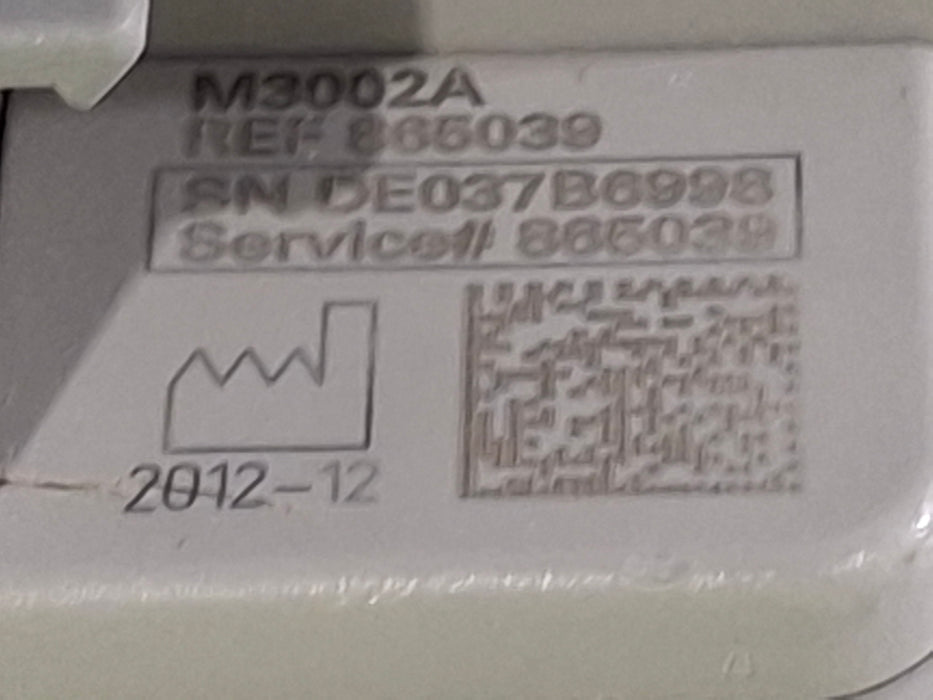 M3002A
REF 865039
SN DE037B6998
Service# 865039
2012-12